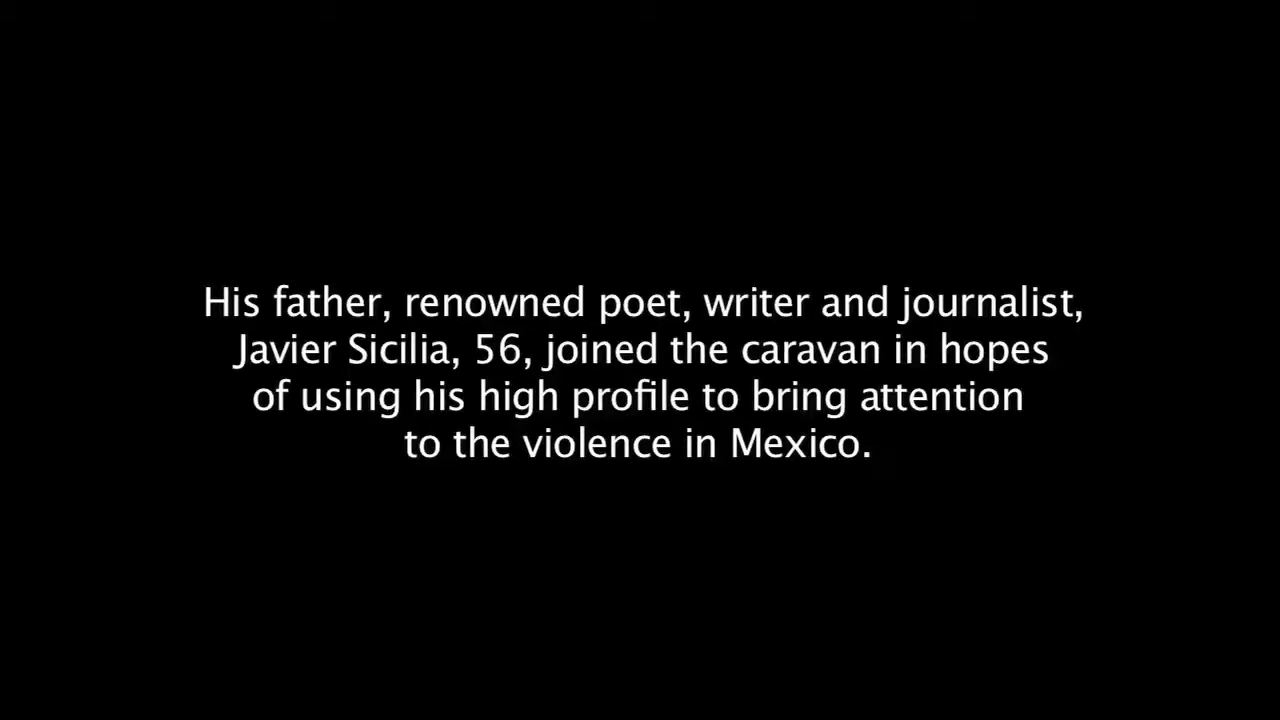 His father, renowned poet, writer and journalist,
Javier Sicilia, 56, joined the caravan in hopes
of using his high profile to bring attention
to the violence in Mexico.